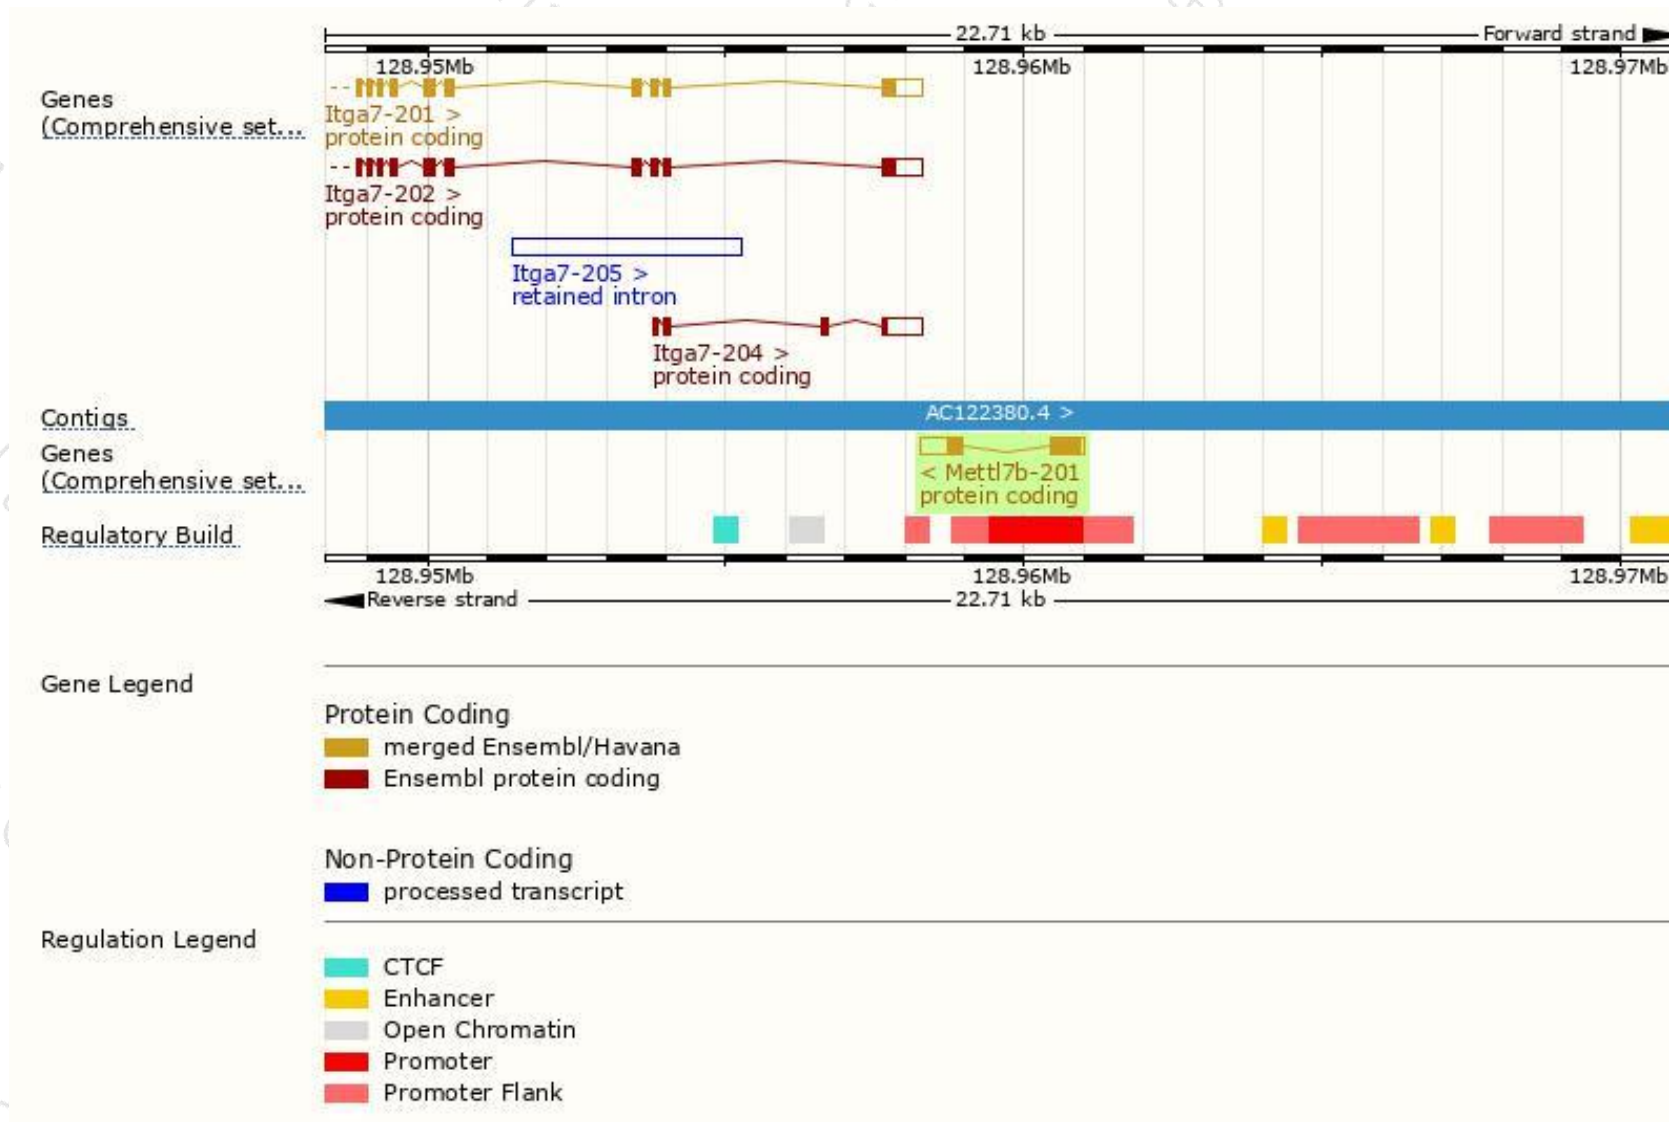 22.71 kb
Forward strand
128.95Mb
128.96Mb
128.97Mb
Genes
(Comprehensive set...
Itga7-201 >
protein coding
Itga7-202 >
protein coding
Itga7-205 >
retained intron
Itga7-204 >
protein coding
Contigs
AC122380.4 >
Genes
(Comprehensive set...
< Mettl7b-201
protein coding
Regulatory Build
128.95Mb
128.96Mb
128.97Mb
Reverse strand
22.71 kb
Gene Legend
Protein Coding
merged Ensembl/Havana
Ensembl protein coding
Non-Protein Coding
processed transcript
Regulation Legend
CTCF
Enhancer
Open Chromatin
Promoter
Promoter Flank